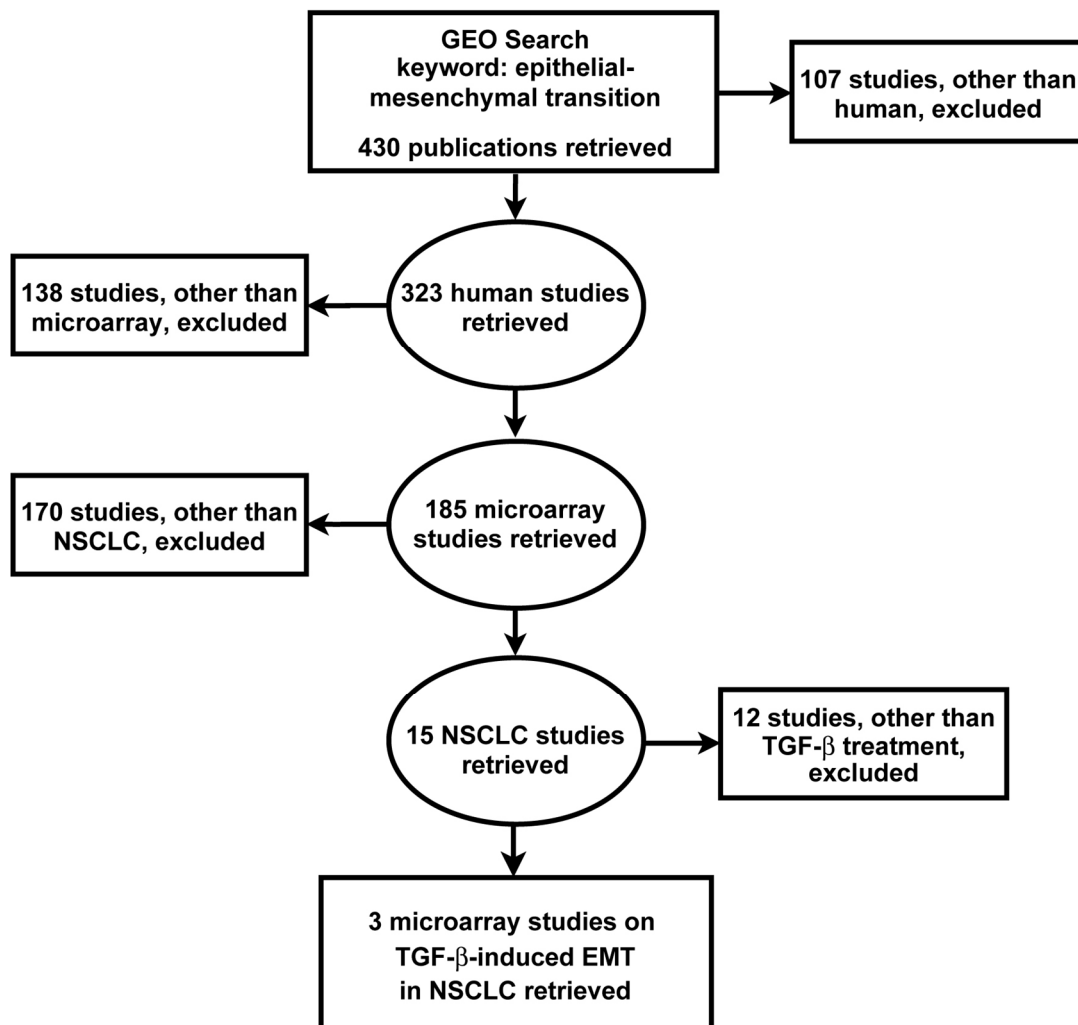 GEO Search
keyword: epithelial-
mesenchymal transition
430 publications retrieved
107 studies, other than
human, excluded
323 human studies
retrieved
138 studies, other than
microarray, excluded
185 microarray
studies retrieved
170 studies, other than
NSCLC, excluded
15 NSCLC studies
retrieved
12 studies, other than
TGF-β treatment,
excluded
3 microarray studies on
TGF-β-induced EMT
in NSCLC retrieved